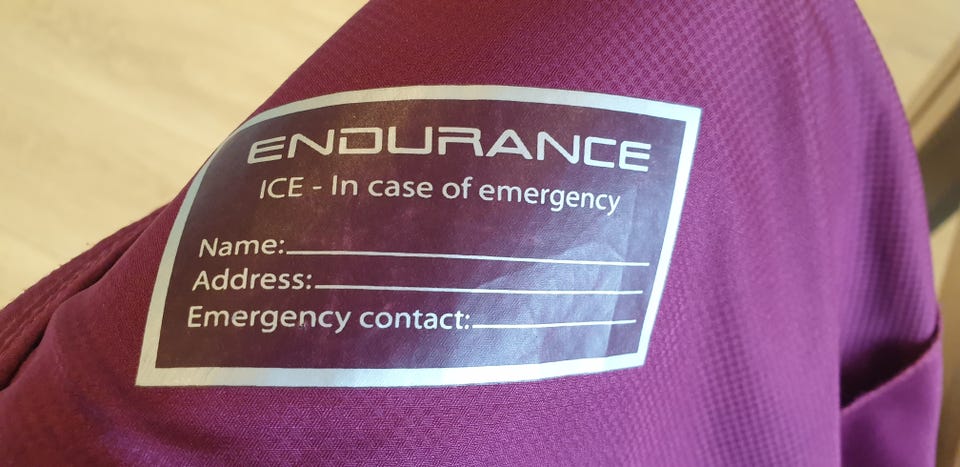 ENDURANCE
ICE - In case of emergency
Name:
Address:
Emergency contact: